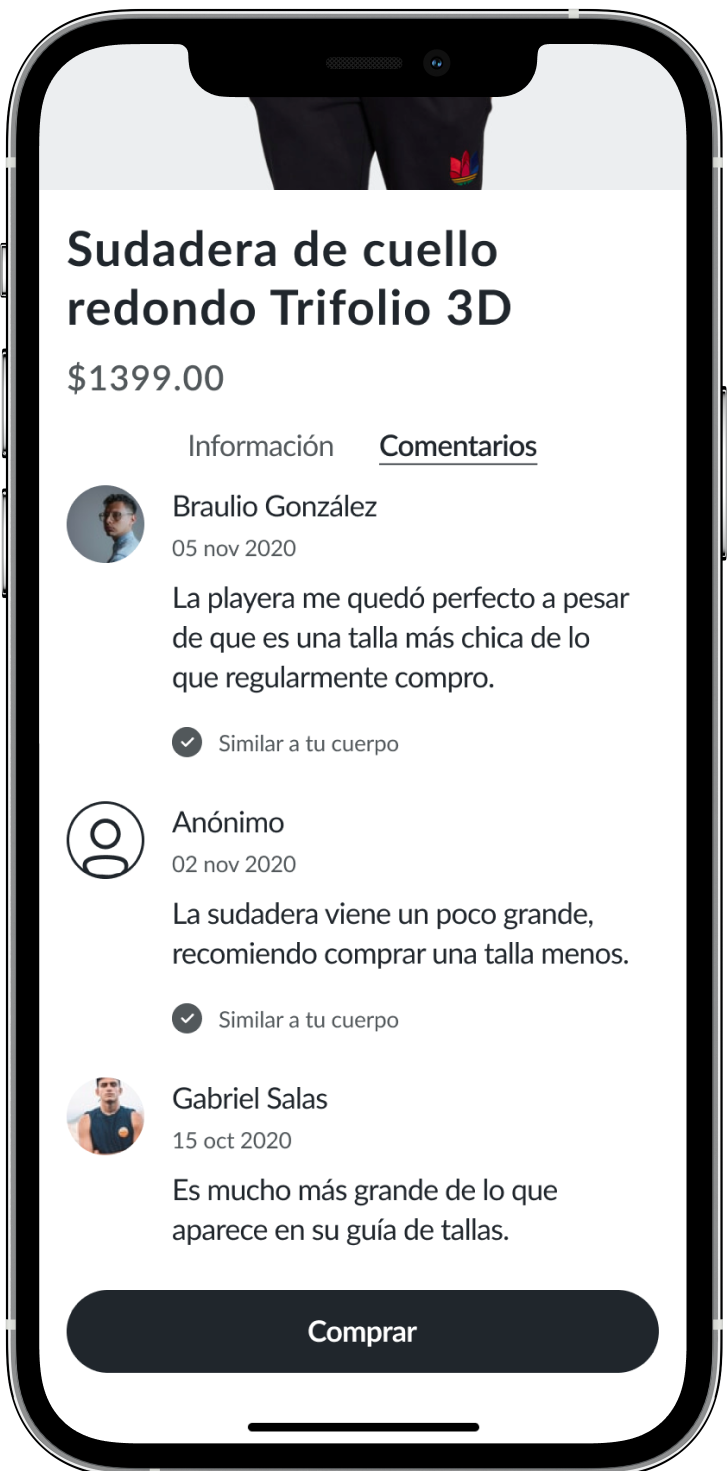 Sudadera de cuello
redondo Trifolio 3D
$1399.00
Información Comentarios
Braulio González
05 nov 2020
La playera me quedó perfecto a pesar
de que es una talla más chica de lo
que regularmente compro.
Similar a tu cuerpo
Anónimo
02 nov 2020
La sudadera viene un poco grande,
recomiendo comprar una talla menos.
Similar a tu cuerpo
Gabriel Salas
15 oct 2020
Es mucho más grande de lo que
aparece en su guía de tallas.
Comprar